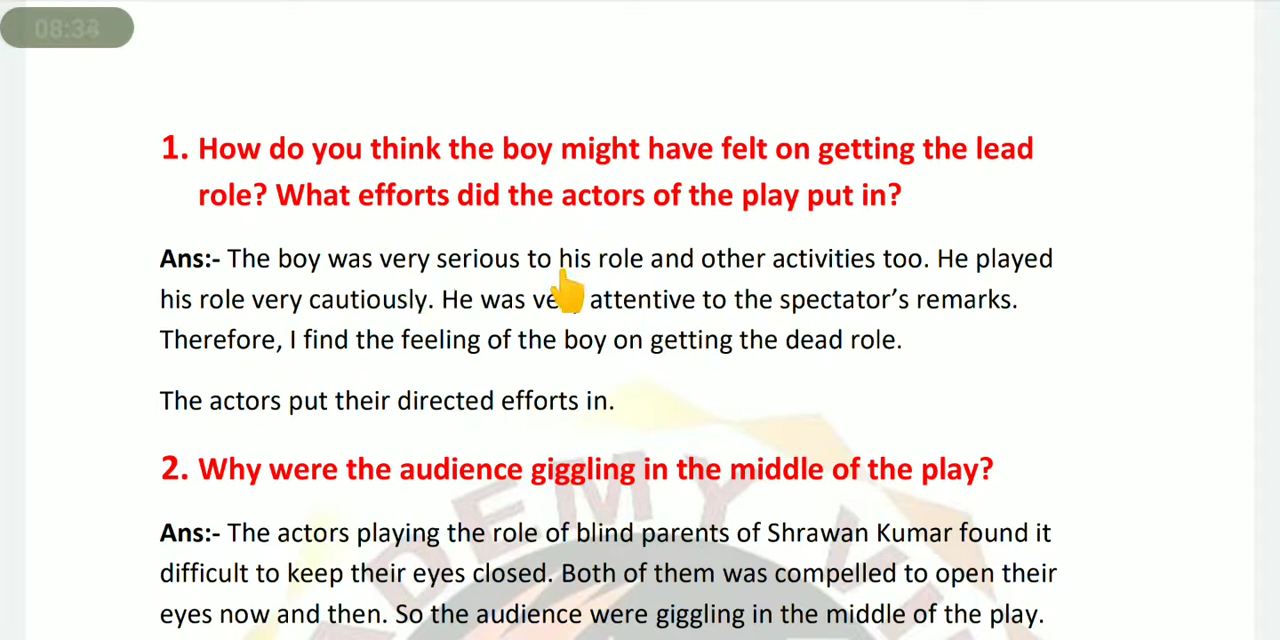 1. How do you think the boy might have felt on getting the lead
role? What efforts did the actors of the play put in?
Ans:- The boy was very serious to his role and other activities too. He played
his role very cautiously. He was attentive to the spectator's remarks.
Therefore, I find the feeling of the boy on getting the dead role.
The actors put their directed efforts in.
2. Why were the audience giggling in the middle of the play?
Ans:- The actors playing the role of blind parents of Shrawan Kumar found it
difficult to keep their eyes closed. Both of them was compelled to open their
eyes now and then. So the audience were giggling in the middle of the play.